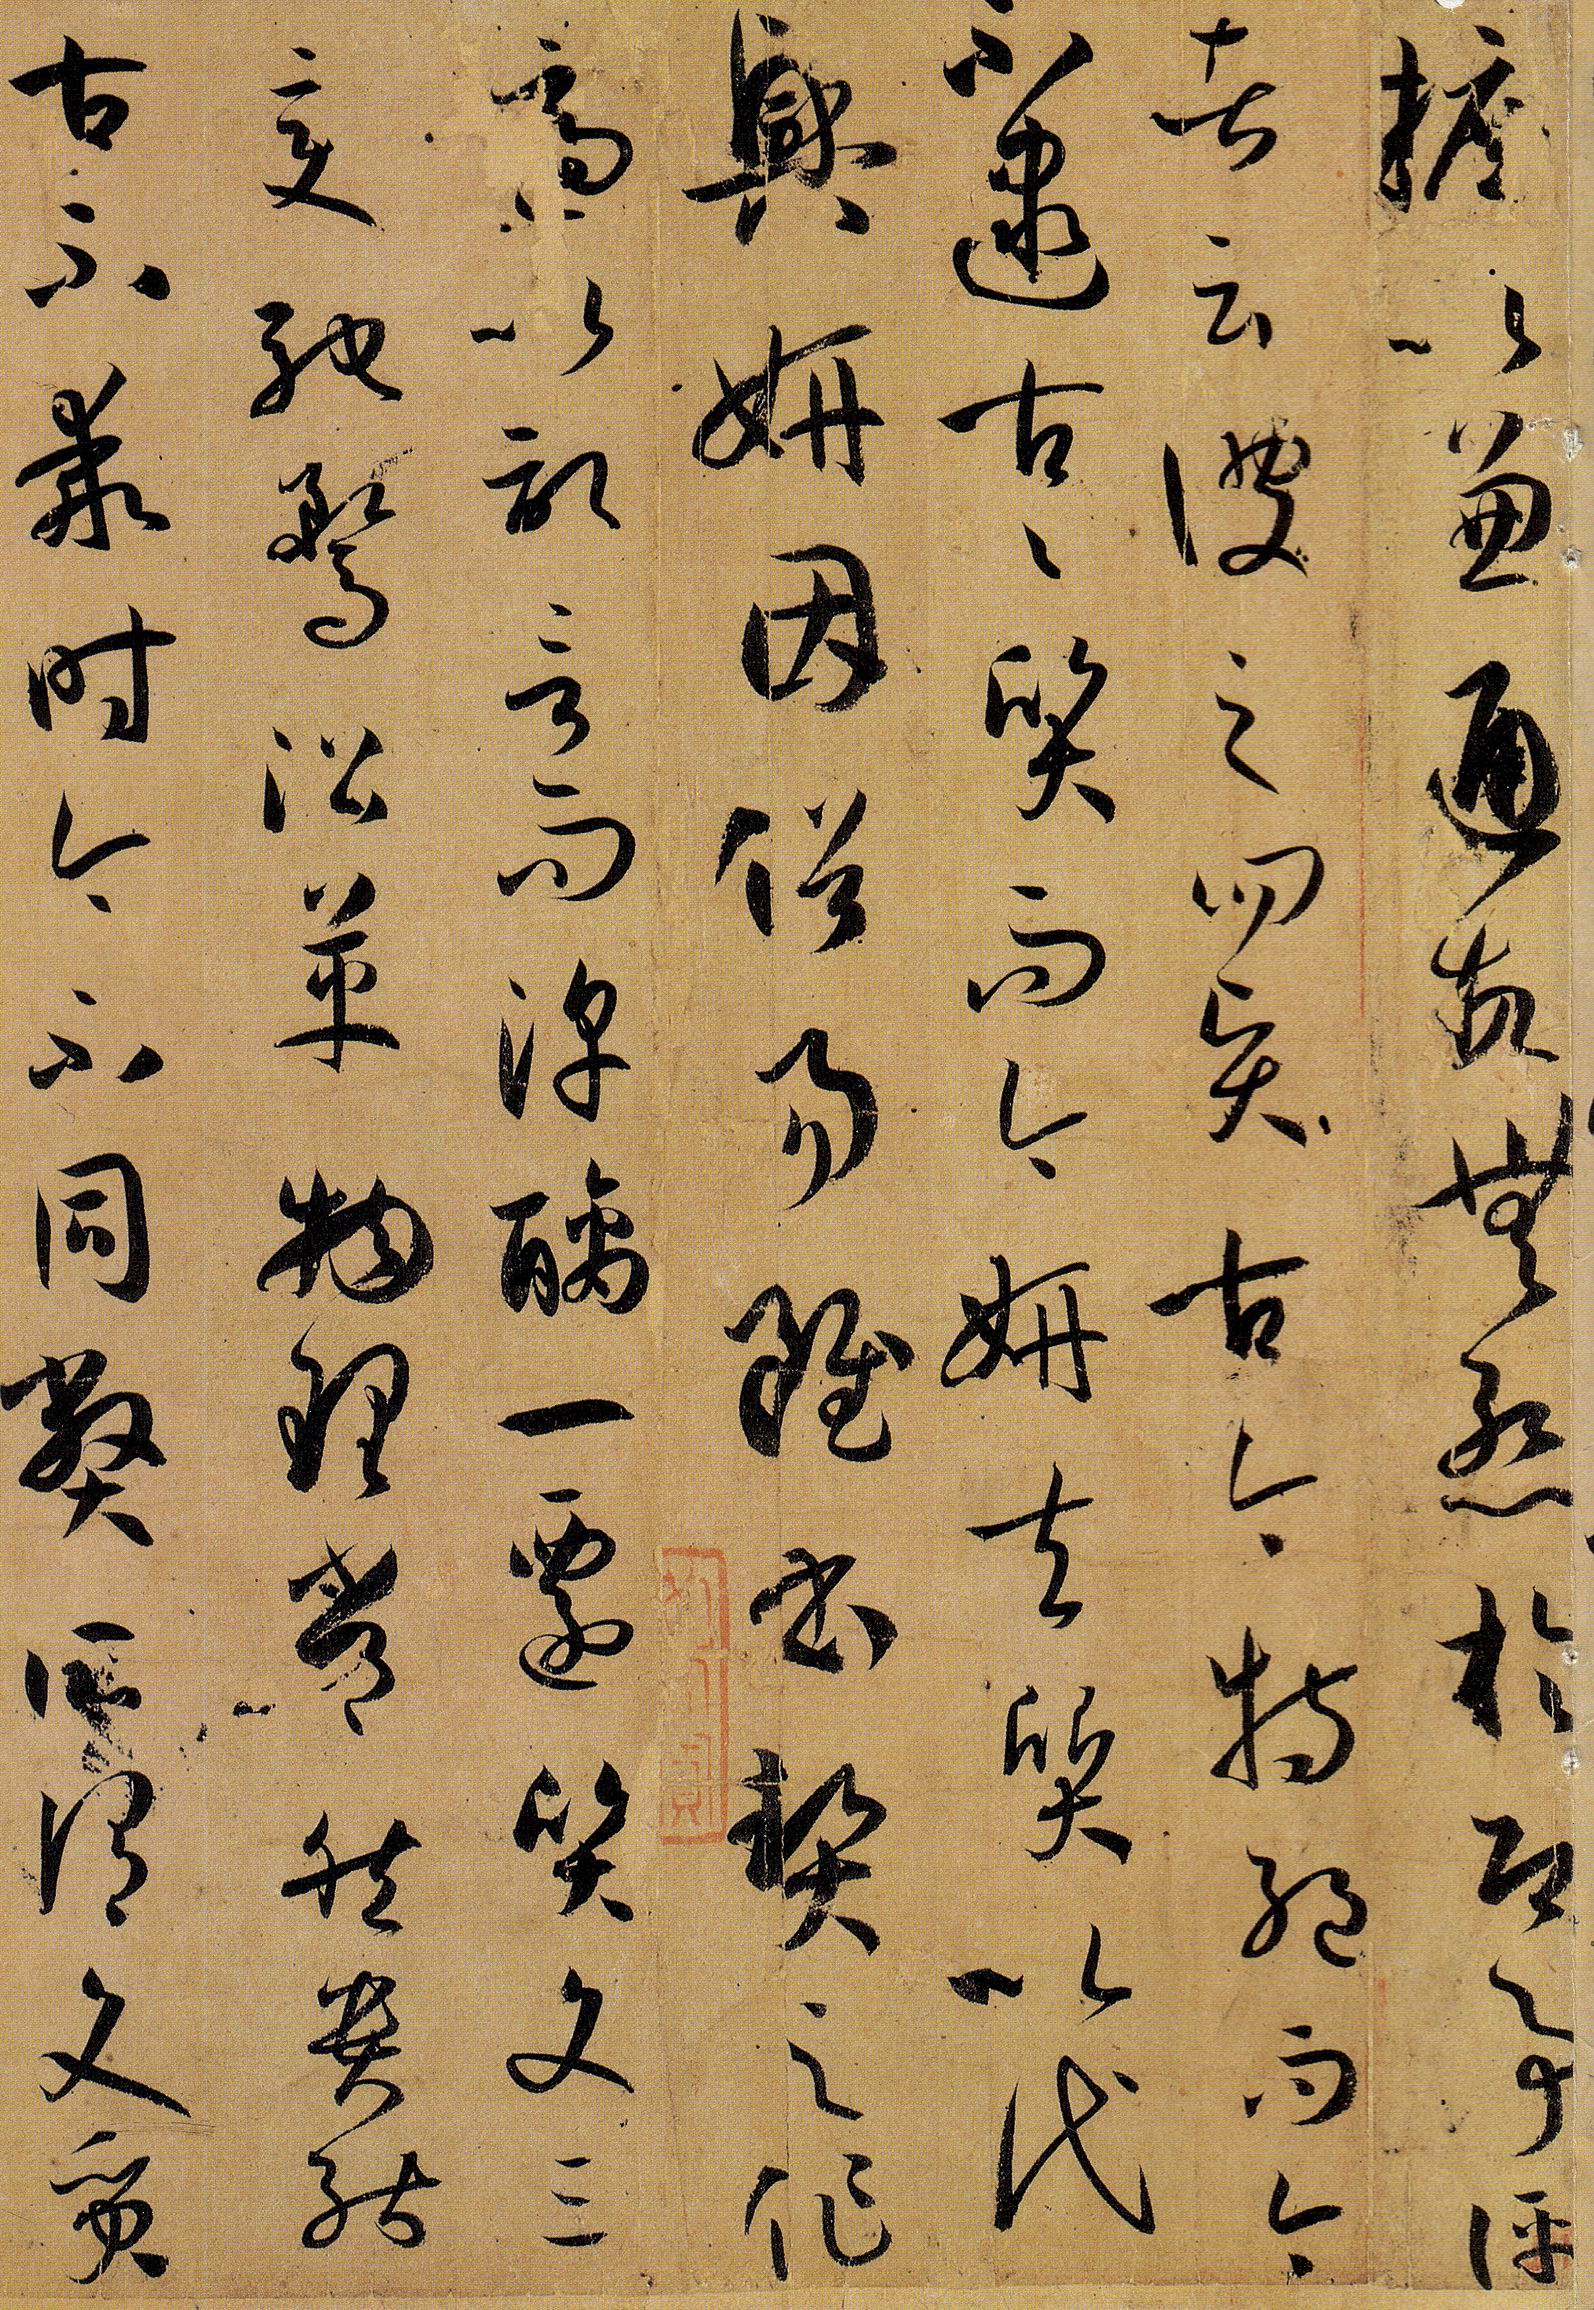 擅以兼通故無慙於即事評
者云彼之四賢古今特絕而今
不逮古〻質而今妍夫質以代
興妍因俗易雖書契之作
適以記言而淳醨一遷質文三
變馳騖沿革物理常然貴能
古不乖時今不同弊所謂文質